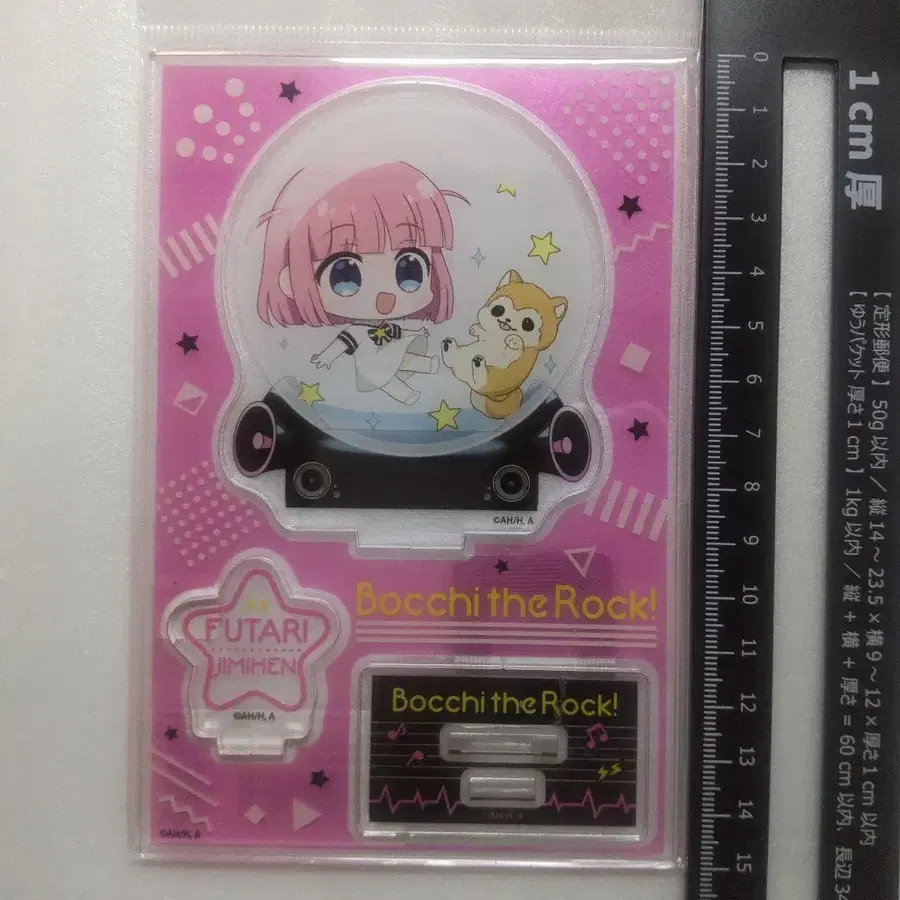 ©AH/H, A
Bocchi the Rock!
FUTARI
JIMIHEN
©AH/H, A
Bocchi the Rock!
©AH/H, A
©AH/H, A
0
1
2
3
4
5
6
7
8
9
10
11
12
13
14
15
1 cm 厚
【 定形郵便 】 50g 以内 ／ 縦 14 ～ 23.5 × 横 9 ～ 12 × 厚さ 1 cm 以内
【 ゆうパケット 厚さ 1 cm 】 1kg 以内 ／ 縦 + 横 + 厚さ = 60 cm 以内、長辺 34